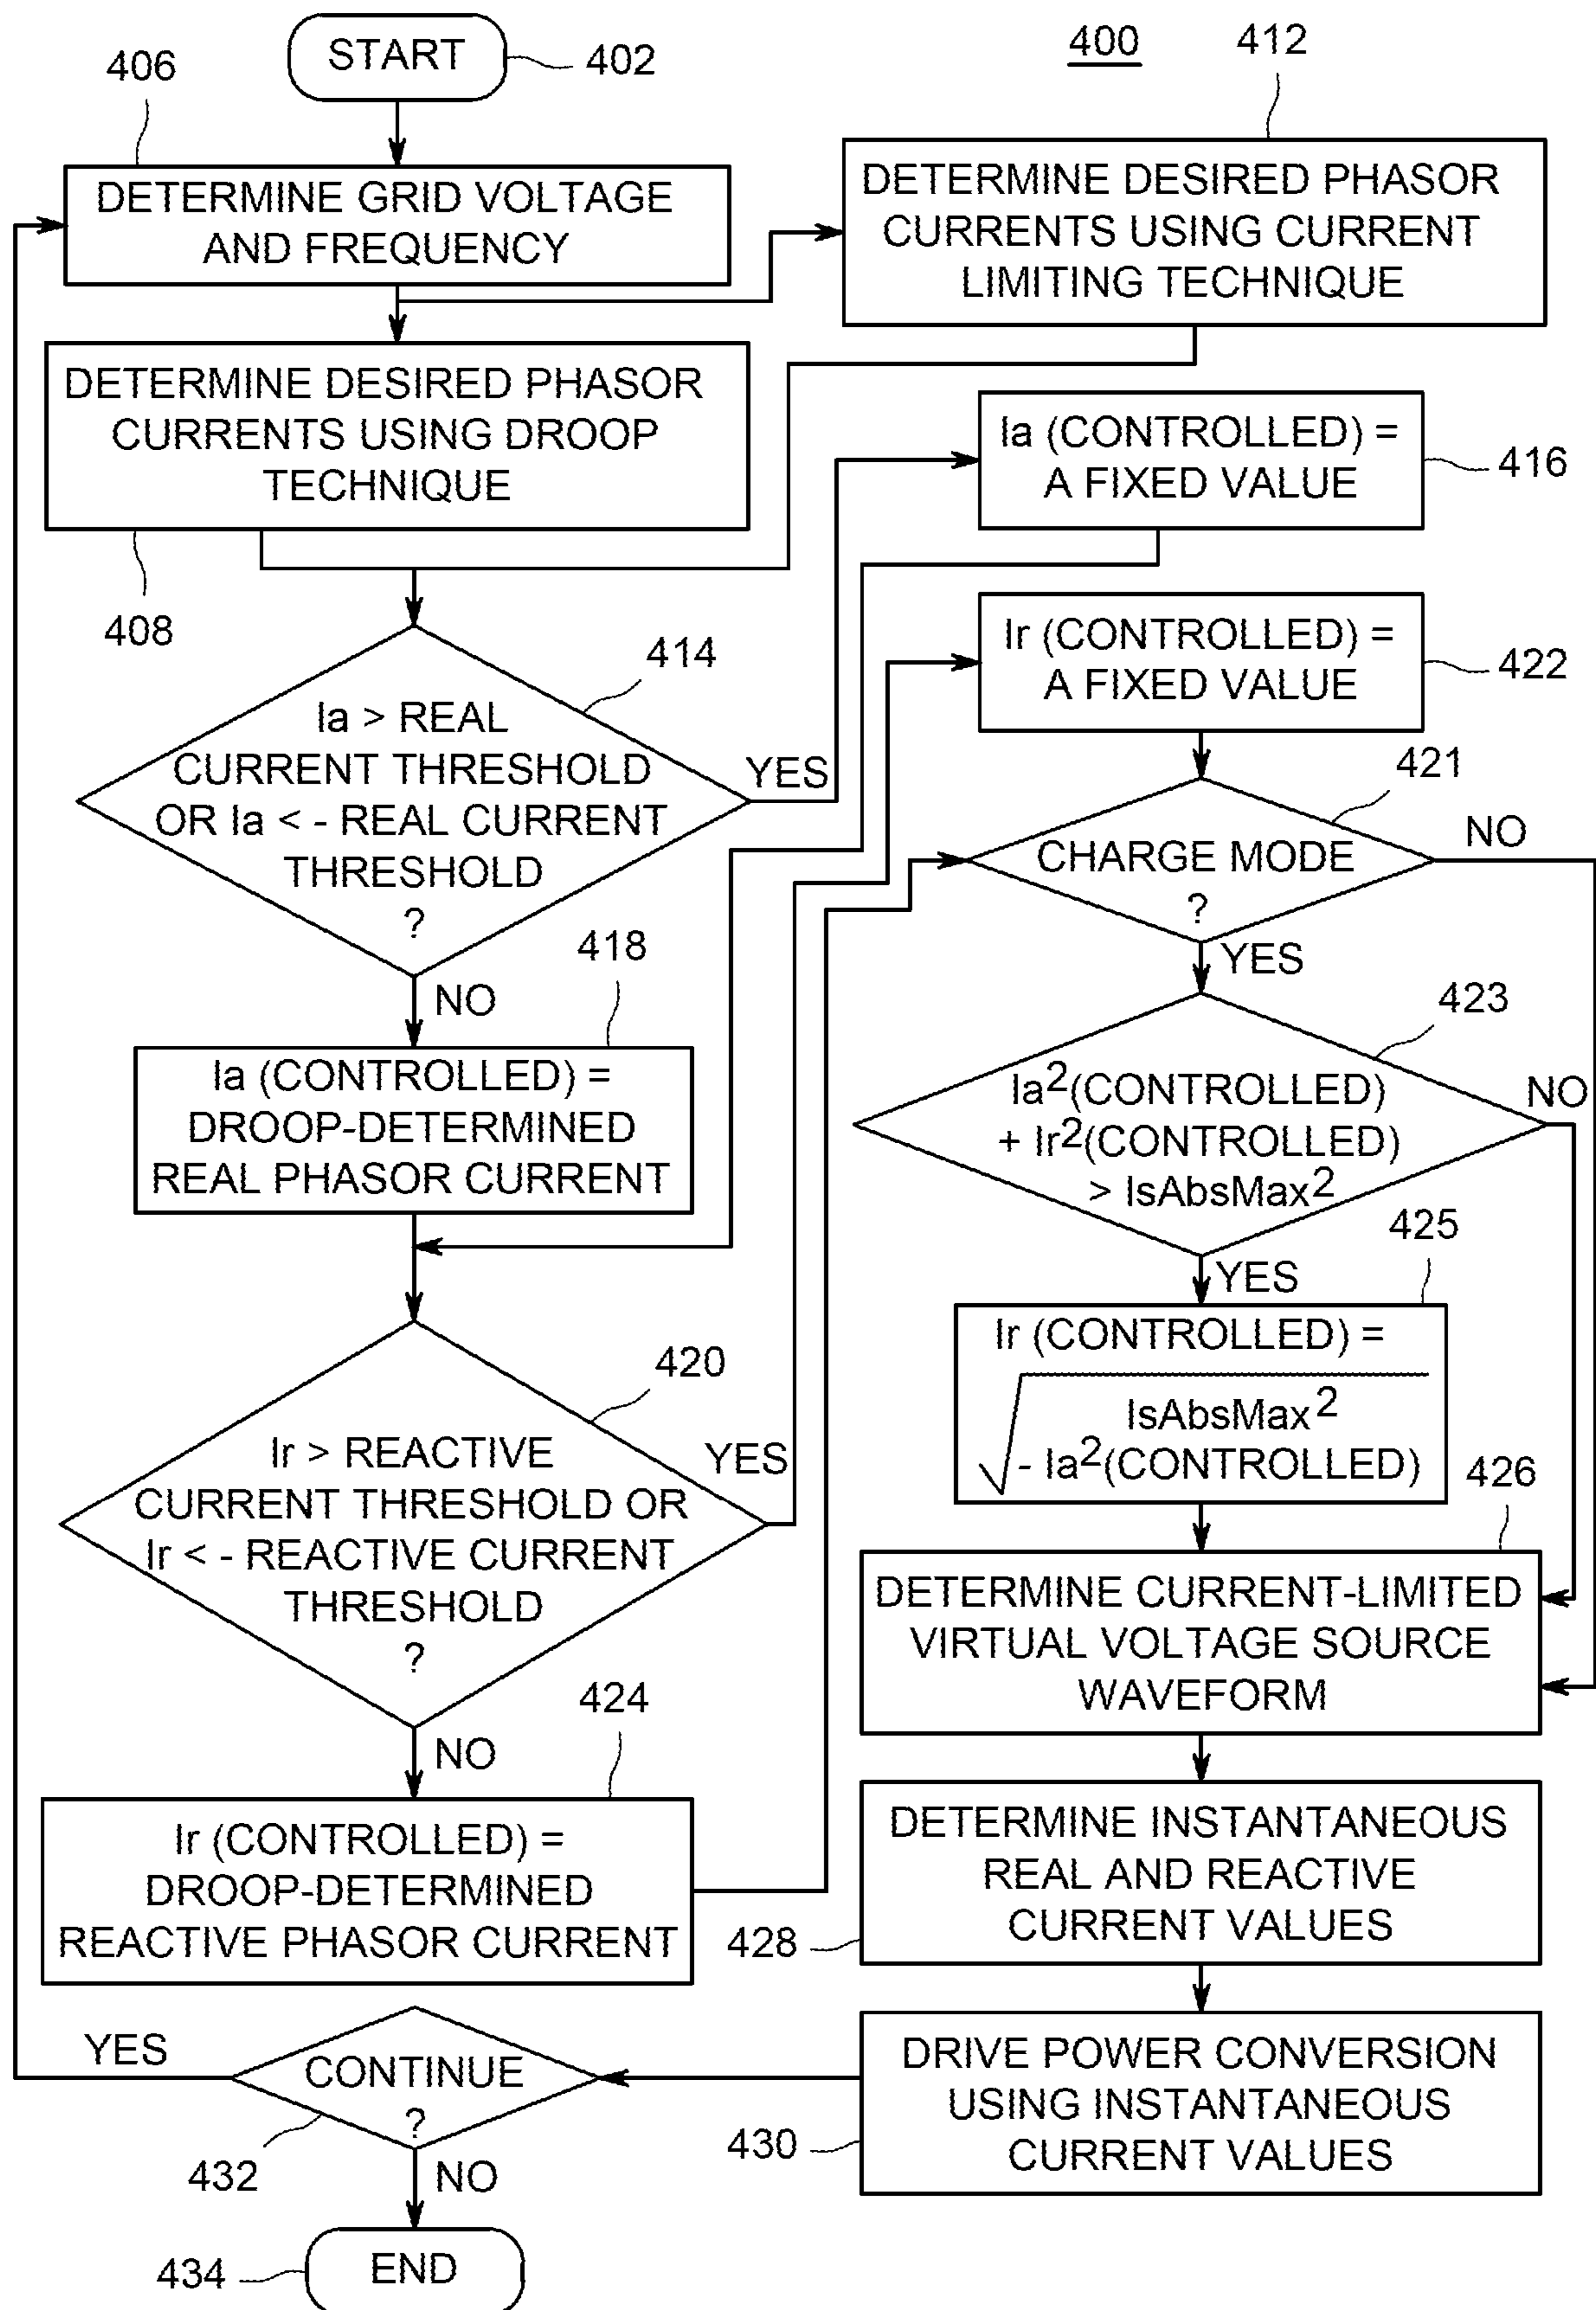 400
START
402
406
DETERMINE GRID VOLTAGE
AND FREQUENCY
412
DETERMINE DESIRED PHASOR
CURRENTS USING CURRENT
LIMITING TECHNIQUE
DETERMINE DESIRED PHASOR
CURRENTS USING DROOP
TECHNIQUE
408
414
Ia > REAL
CURRENT THRESHOLD
OR Ia < - REAL CURRENT
THRESHOLD
?
YES
NO
Ia (CONTROLLED) =
A FIXED VALUE
416
418
Ia (CONTROLLED) =
DROOP-DETERMINED
REAL PHASOR CURRENT
420
Ir > REACTIVE
CURRENT THRESHOLD OR
Ir < - REACTIVE CURRENT
THRESHOLD
?
YES
NO
Ir (CONTROLLED) =
A FIXED VALUE
422
424
Ir (CONTROLLED) =
DROOP-DETERMINED
REACTIVE PHASOR CURRENT
421
CHARGE MODE
?
NO
YES
423
Ia²(CONTROLLED)
+ Ir²(CONTROLLED)
> IsAbsMax²
NO
YES
425
Ir (CONTROLLED) =
√ IsAbsMax²
- Ia²(CONTROLLED)
426
DETERMINE CURRENT-LIMITED
VIRTUAL VOLTAGE SOURCE
WAVEFORM
DETERMINE INSTANTANEOUS
REAL AND REACTIVE
CURRENT VALUES
428
DRIVE POWER CONVERSION
USING INSTANTANEOUS
CURRENT VALUES
430
YES
CONTINUE
?
432
NO
END
434